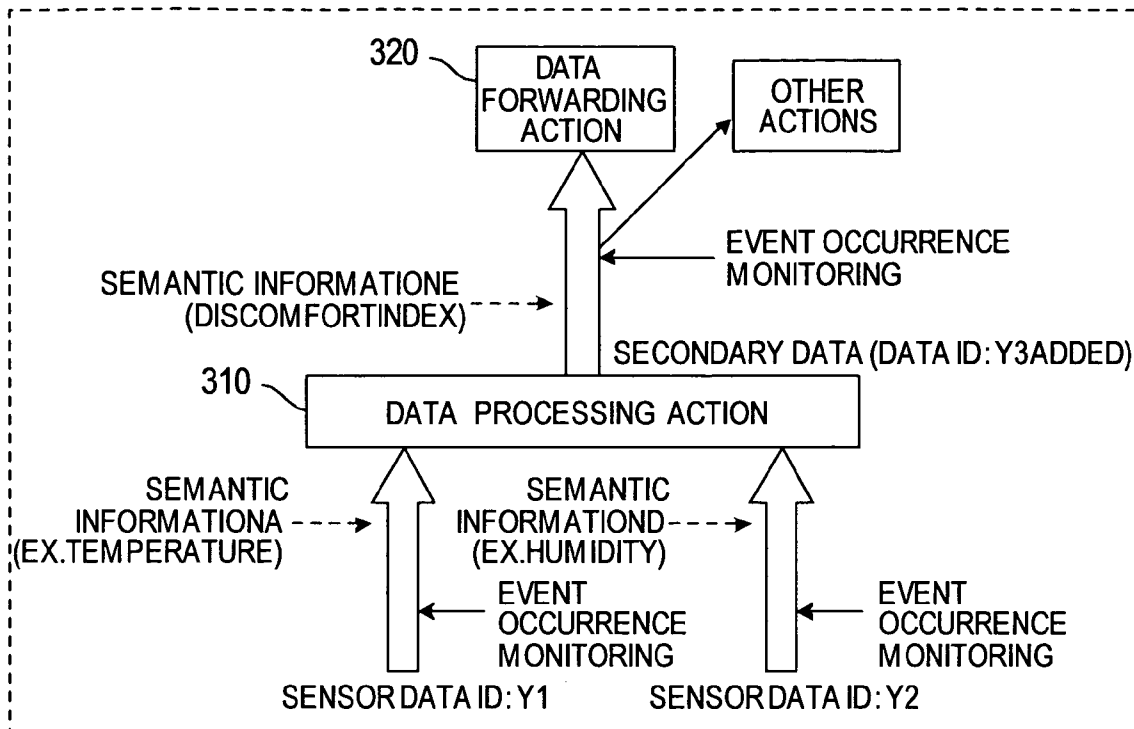 320
DATA
FORWARDING
ACTION
OTHER
ACTIONS
EVENT OCCURRENCE
MONITORING
SEMANTIC INFORMATIONE
(DISCOMFORTINDEX)
SECONDARY DATA (DATA ID: Y3ADDED)
310
DATA PROCESSING ACTION
SEMANTIC
INFORMATIONA
(EX.TEMPERATURE)
SEMANTIC
INFORMATIOND
(EX.HUMIDITY)
EVENT
OCCURRENCE
MONITORING
EVENT
OCCURRENCE
MONITORING
SENSOR DATA ID: Y1
SENSOR DATA ID: Y2